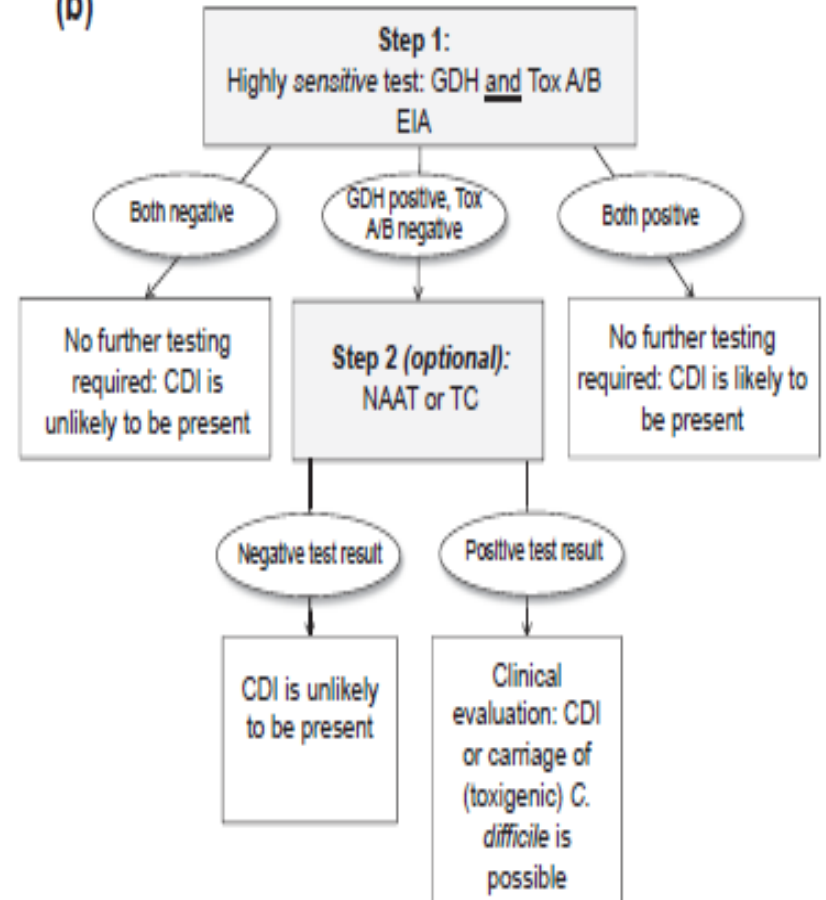 (b)
Step 1:
Highly sensitive test: GDH and Tox A/B
EIA
Both negative
GDH positive, Tox
A/B negative
Both positive
No further testing
required: CDI is
unlikely to be present
Step 2 (optional):
NAAT or TC
No further testing
required: CDI is likely to
be present
Negative test result
Positive test result
CDI is unlikely
to be present
Clinical
evaluation: CDI
or carriage of
(toxigenic) C.
difficile is
possible